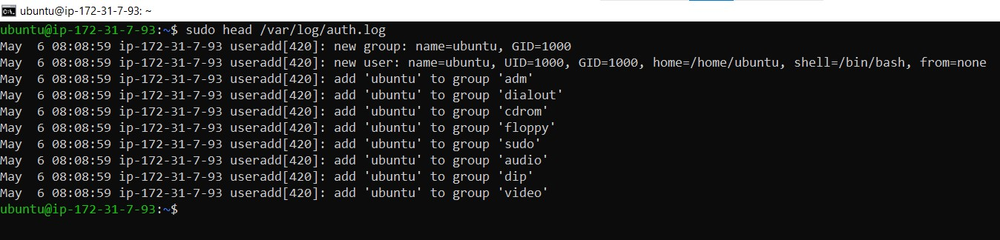 ubuntu@ip-172-31-7-93: ~
ubuntu@ip-172-31-7-93:~$ sudo head /var/log/auth.log
May  6 08:08:59 ip-172-31-7-93 useradd[420]: new group: name=ubuntu, GID=1000
May  6 08:08:59 ip-172-31-7-93 useradd[420]: new user: name=ubuntu, UID=1000, GID=1000, home=/home/ubuntu, shell=/bin/bash, from=none
May  6 08:08:59 ip-172-31-7-93 useradd[420]: add 'ubuntu' to group 'adm'
May  6 08:08:59 ip-172-31-7-93 useradd[420]: add 'ubuntu' to group 'dialout'
May  6 08:08:59 ip-172-31-7-93 useradd[420]: add 'ubuntu' to group 'cdrom'
May  6 08:08:59 ip-172-31-7-93 useradd[420]: add 'ubuntu' to group 'floppy'
May  6 08:08:59 ip-172-31-7-93 useradd[420]: add 'ubuntu' to group 'sudo'
May  6 08:08:59 ip-172-31-7-93 useradd[420]: add 'ubuntu' to group 'audio'
May  6 08:08:59 ip-172-31-7-93 useradd[420]: add 'ubuntu' to group 'dip'
May  6 08:08:59 ip-172-31-7-93 useradd[420]: add 'ubuntu' to group 'video'
ubuntu@ip-172-31-7-93:~$